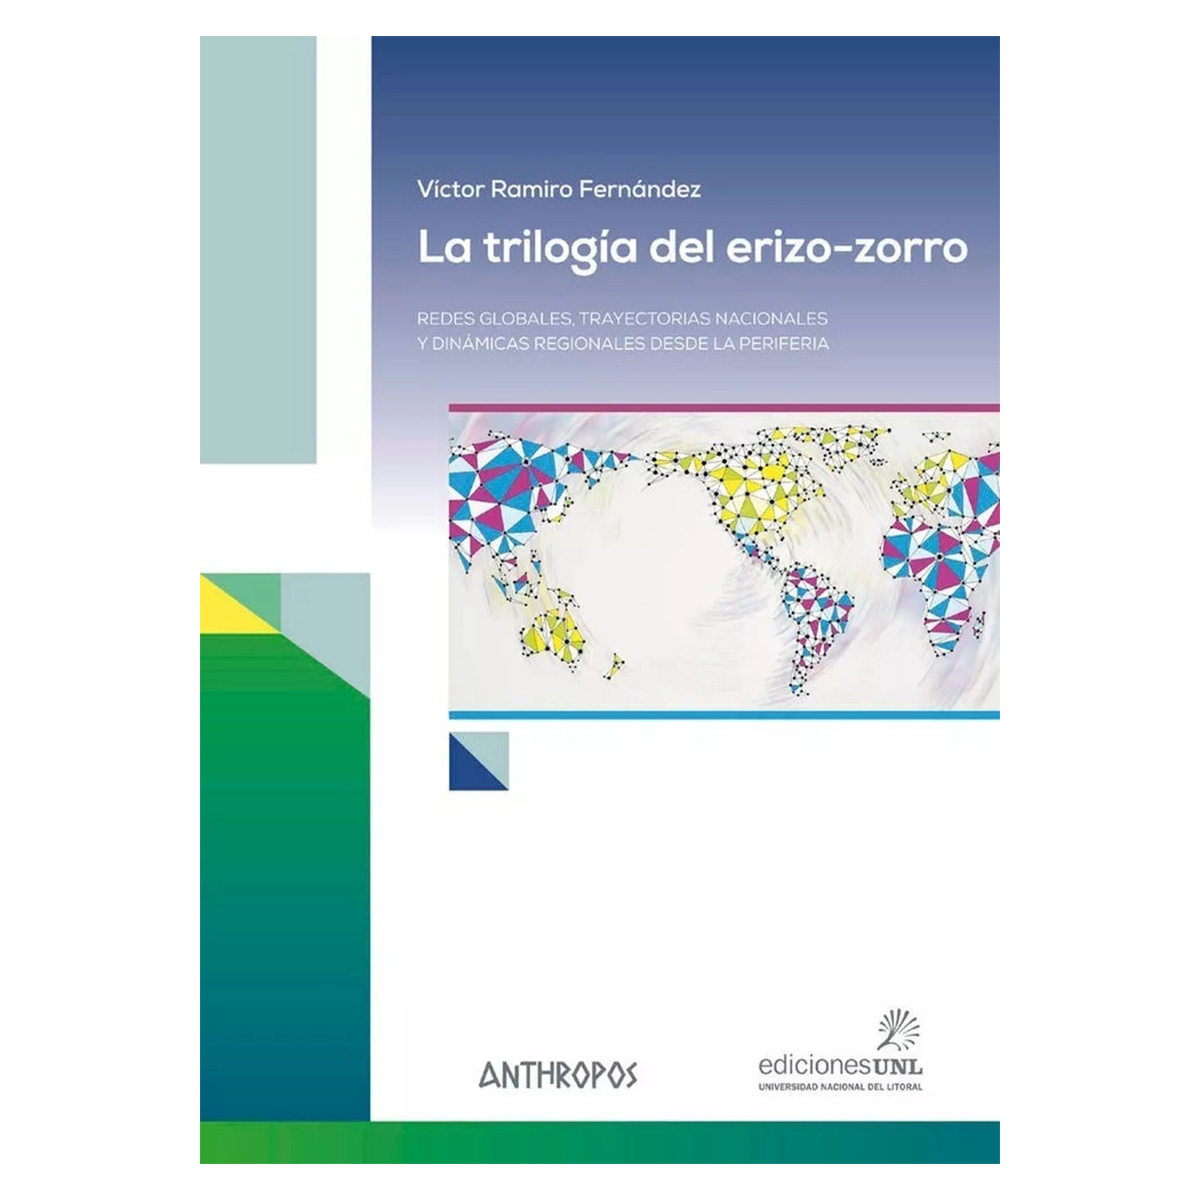 Víctor Ramiro Fernández
La trilogía del erizo-zorro
REDES GLOBALES, TRAYECTORIAS NACIONALES
Y DINÁMICAS REGIONALES DESDE LA PERIFERIA
ANTHROPOS
edicionesUNL
UNIVERSIDAD NACIONAL DEL LITORAL